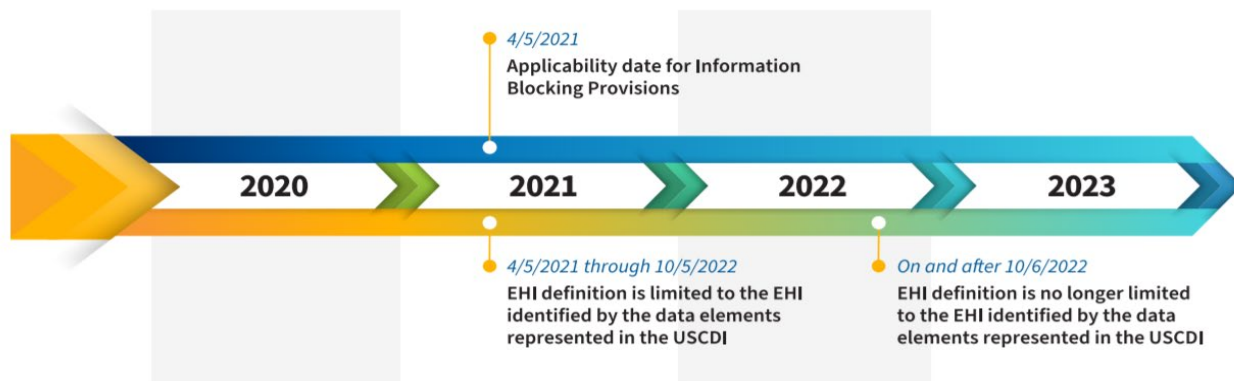 4/5/2021
Applicability date for Information
Blocking Provisions
2020
2021
2022
2023
4/5/2021 through 10/5/2022
EHI definition is limited to the EHI
identified by the data elements
represented in the USCDI
On and after 10/6/2022
EHI definition is no longer limited
to the EHI identified by the data
elements represented in the USCDI